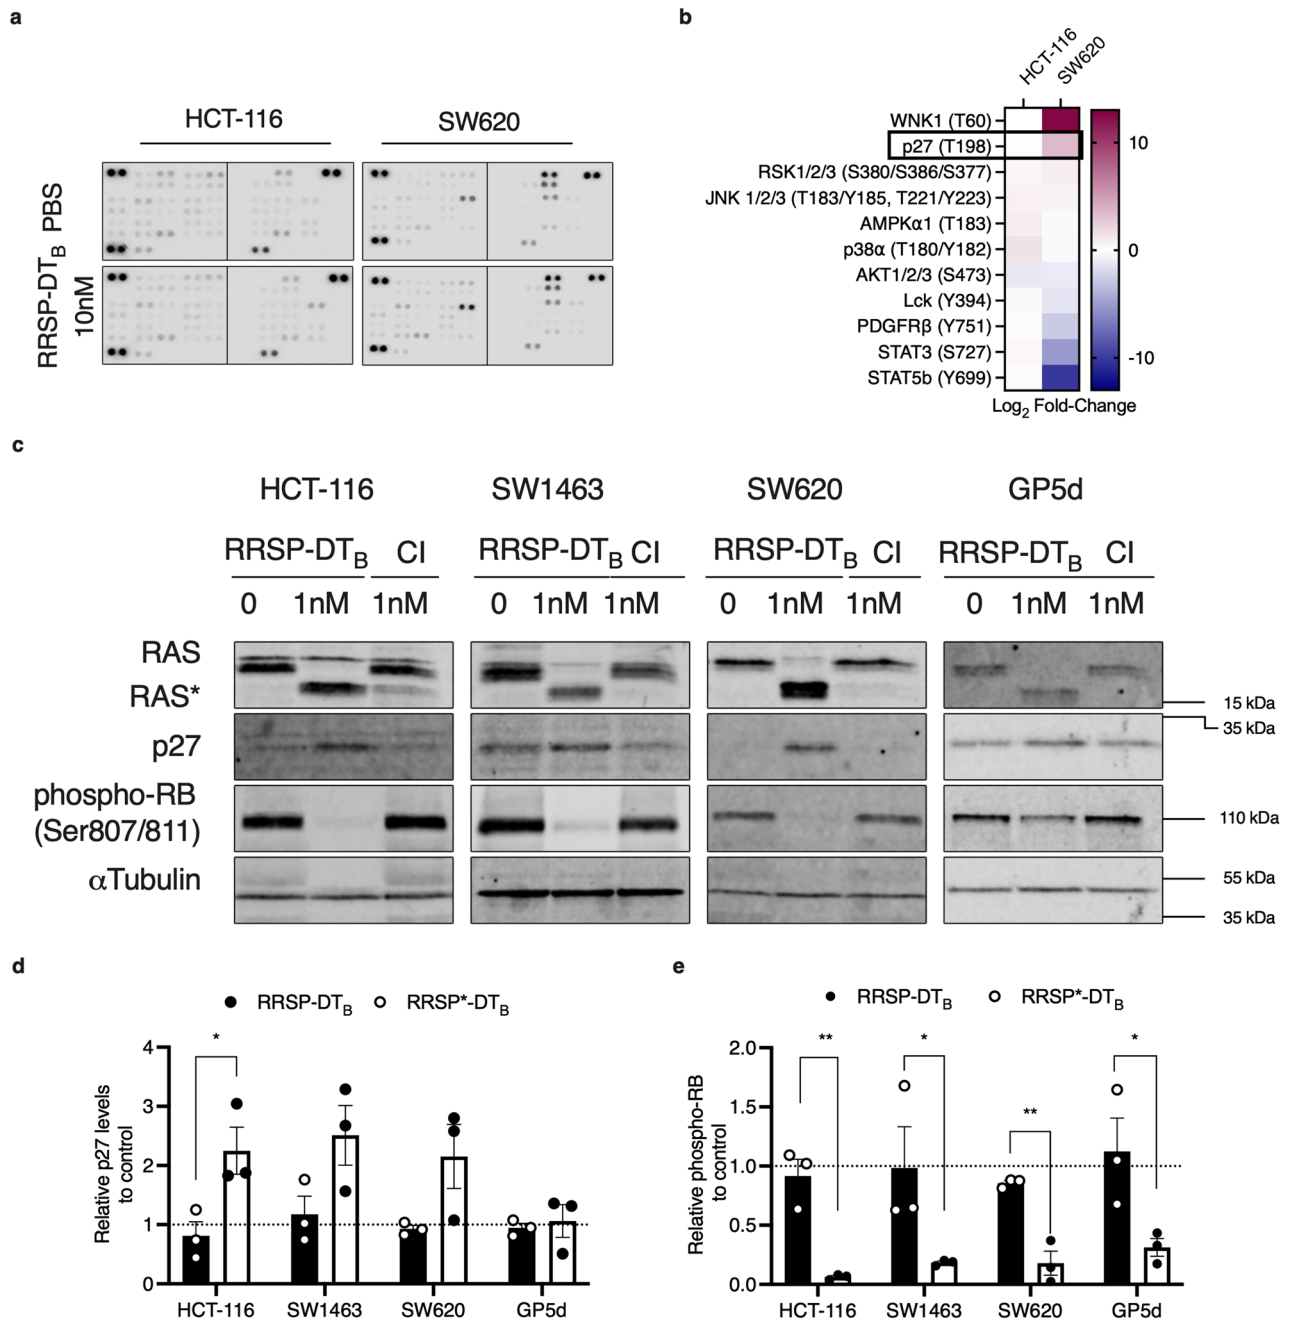 a
HCT-116
SW620
PBS
RRSP-DTB
10nM
b
HCT-116
SW620
WNK1 (T60)
p27 (T198)
RSK1/2/3 (S380/S386/S377)
JNK 1/2/3 (T183/Y185, T221/Y223)
AMPKα1 (T183)
p38α (T180/Y182)
AKT1/2/3 (S473)
Lck (Y394)
PDGFRβ (Y751)
STAT3 (S727)
STAT5b (Y699)
10
0
-10
Log2 Fold-Change
c
HCT-116 SW1463 SW620 GP5d
RRSP-DTB CI RRSP-DTB CI RRSP-DTB CI RRSP-DTB CI
0 1nM 1nM 0 1nM 1nM 0 1nM 1nM 0 1nM 1nM
RAS
RAS*
15 kDa
35 kDa
p27
phospho-RB
(Ser807/811)
110 kDa
αTubulin
55 kDa
35 kDa
d
RRSP-DTB RRSP*-DTB
Relative p27 levels
to control
4
3
2
1
0
*
HCT-116 SW1463 SW620 GP5d
e
RRSP-DTB RRSP*-DTB
Relative phospho-RB
to control
2.0
1.5
1.0
0.5
0.0
** * ** *
HCT-116 SW1463 SW620 GP5d